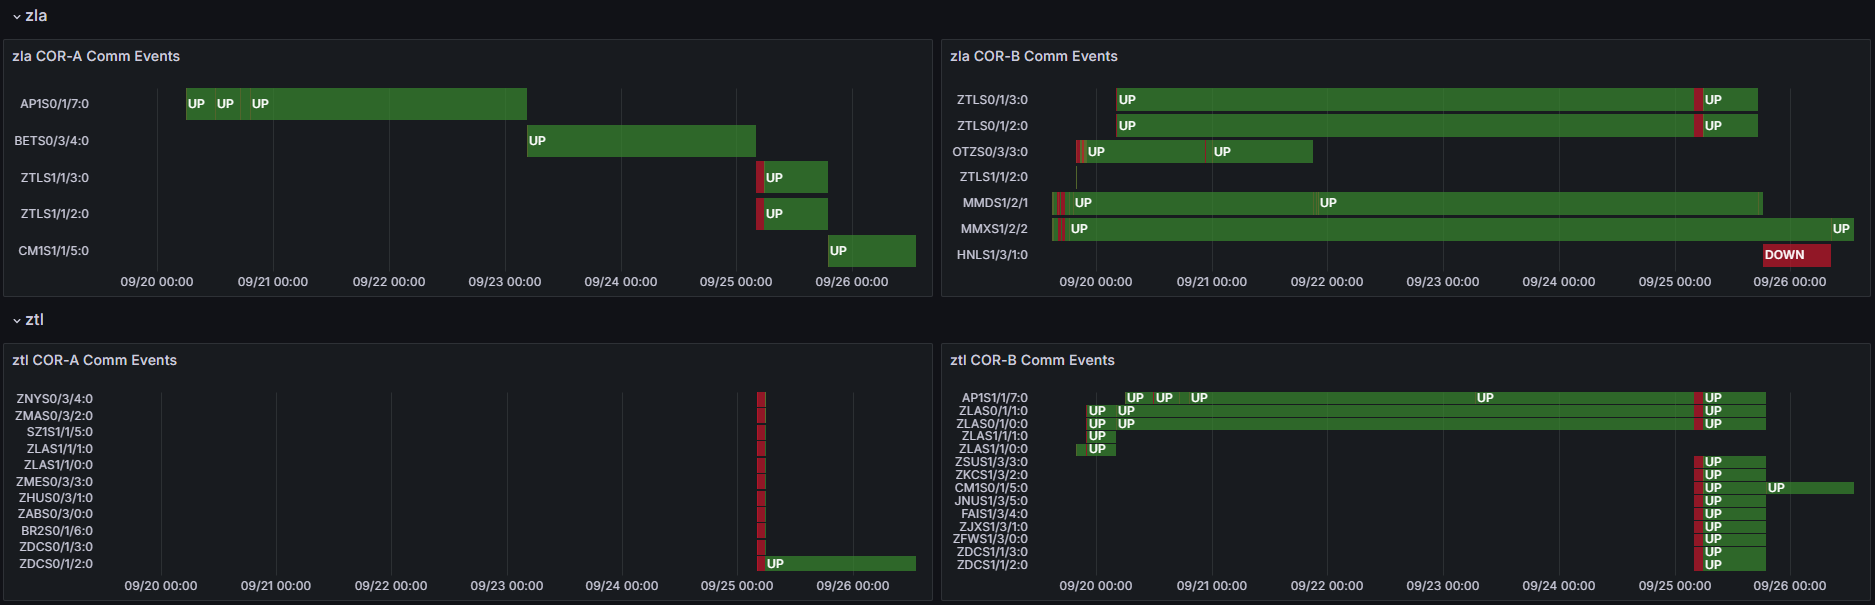 zla
zla COR-A Comm Events
AP1S0/1/7:0 UP UP UP
BETS0/3/4:0 UP
ZTLS1/1/3:0 UP
ZTLS1/1/2:0 UP
CM1S1/1/5:0 UP
09/20 00:00 09/21 00:00 09/22 00:00 09/23 00:00 09/24 00:00 09/25 00:00 09/26 00:00
zla COR-B Comm Events
ZTLS0/1/3:0 UP UP
ZTLS0/1/2:0 UP UP
OTZS0/3/3:0 UP UP
ZTLS1/1/2:0
MMDS1/2/1 UP UP
MMXS1/2/2 UP UP
HNLS1/3/1:0 DOWN
09/20 00:00 09/21 00:00 09/22 00:00 09/23 00:00 09/24 00:00 09/25 00:00 09/26 00:00
ztl
ztl COR-A Comm Events
ZNYS0/3/4:0
ZMAS0/3/2:0
SZ1S1/1/5:0
ZLAS1/1/1:0
ZLAS1/1/0:0
ZMES0/3/3:0
ZHUS0/3/1:0
ZABS0/3/0:0
BR2S0/1/6:0
ZDCS0/1/3:0
ZDCS0/1/2:0 UP
09/20 00:00 09/21 00:00 09/22 00:00 09/23 00:00 09/24 00:00 09/25 00:00 09/26 00:00
ztl COR-B Comm Events
AP1S1/1/7:0 UP UP UP UP UP
ZLAS0/1/1:0 UP UP UP
ZLAS0/1/0:0 UP UP UP
ZLAS1/1/1:0 UP
ZLAS1/1/0:0 UP
ZSUS1/3/3:0 UP
ZKCS1/3/2:0 UP
CM1S0/1/5:0 UP UP
JNUS1/3/5:0 UP
FAIS1/3/4:0 UP
ZJXS1/3/1:0 UP
ZFWS1/3/0:0 UP
ZDCS1/1/3:0 UP
ZDCS1/1/2:0 UP
09/20 00:00 09/21 00:00 09/22 00:00 09/23 00:00 09/24 00:00 09/25 00:00 09/26 00:00